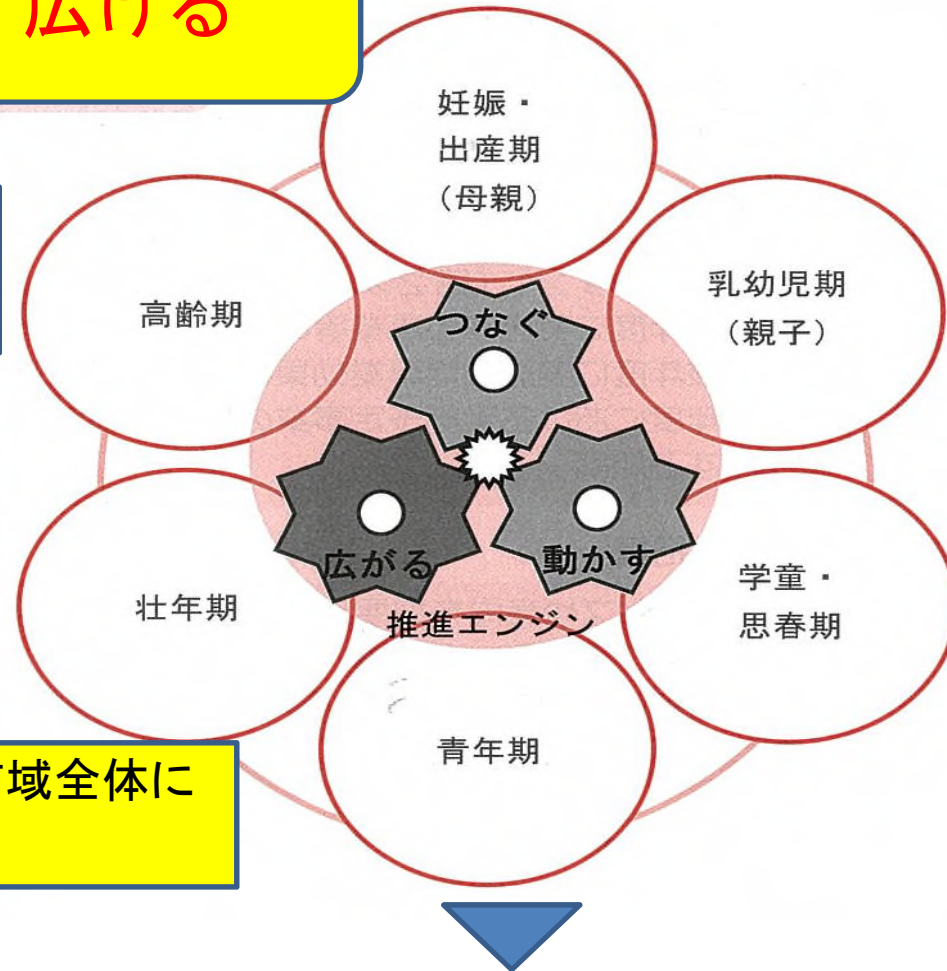 広げる
妊娠・
出産期
（母親）
高齢期
乳幼児期
（親子）
つなぐ
広がる
動かす
推進エンジン
壮年期
学童・
思春期
青年期
域全体に